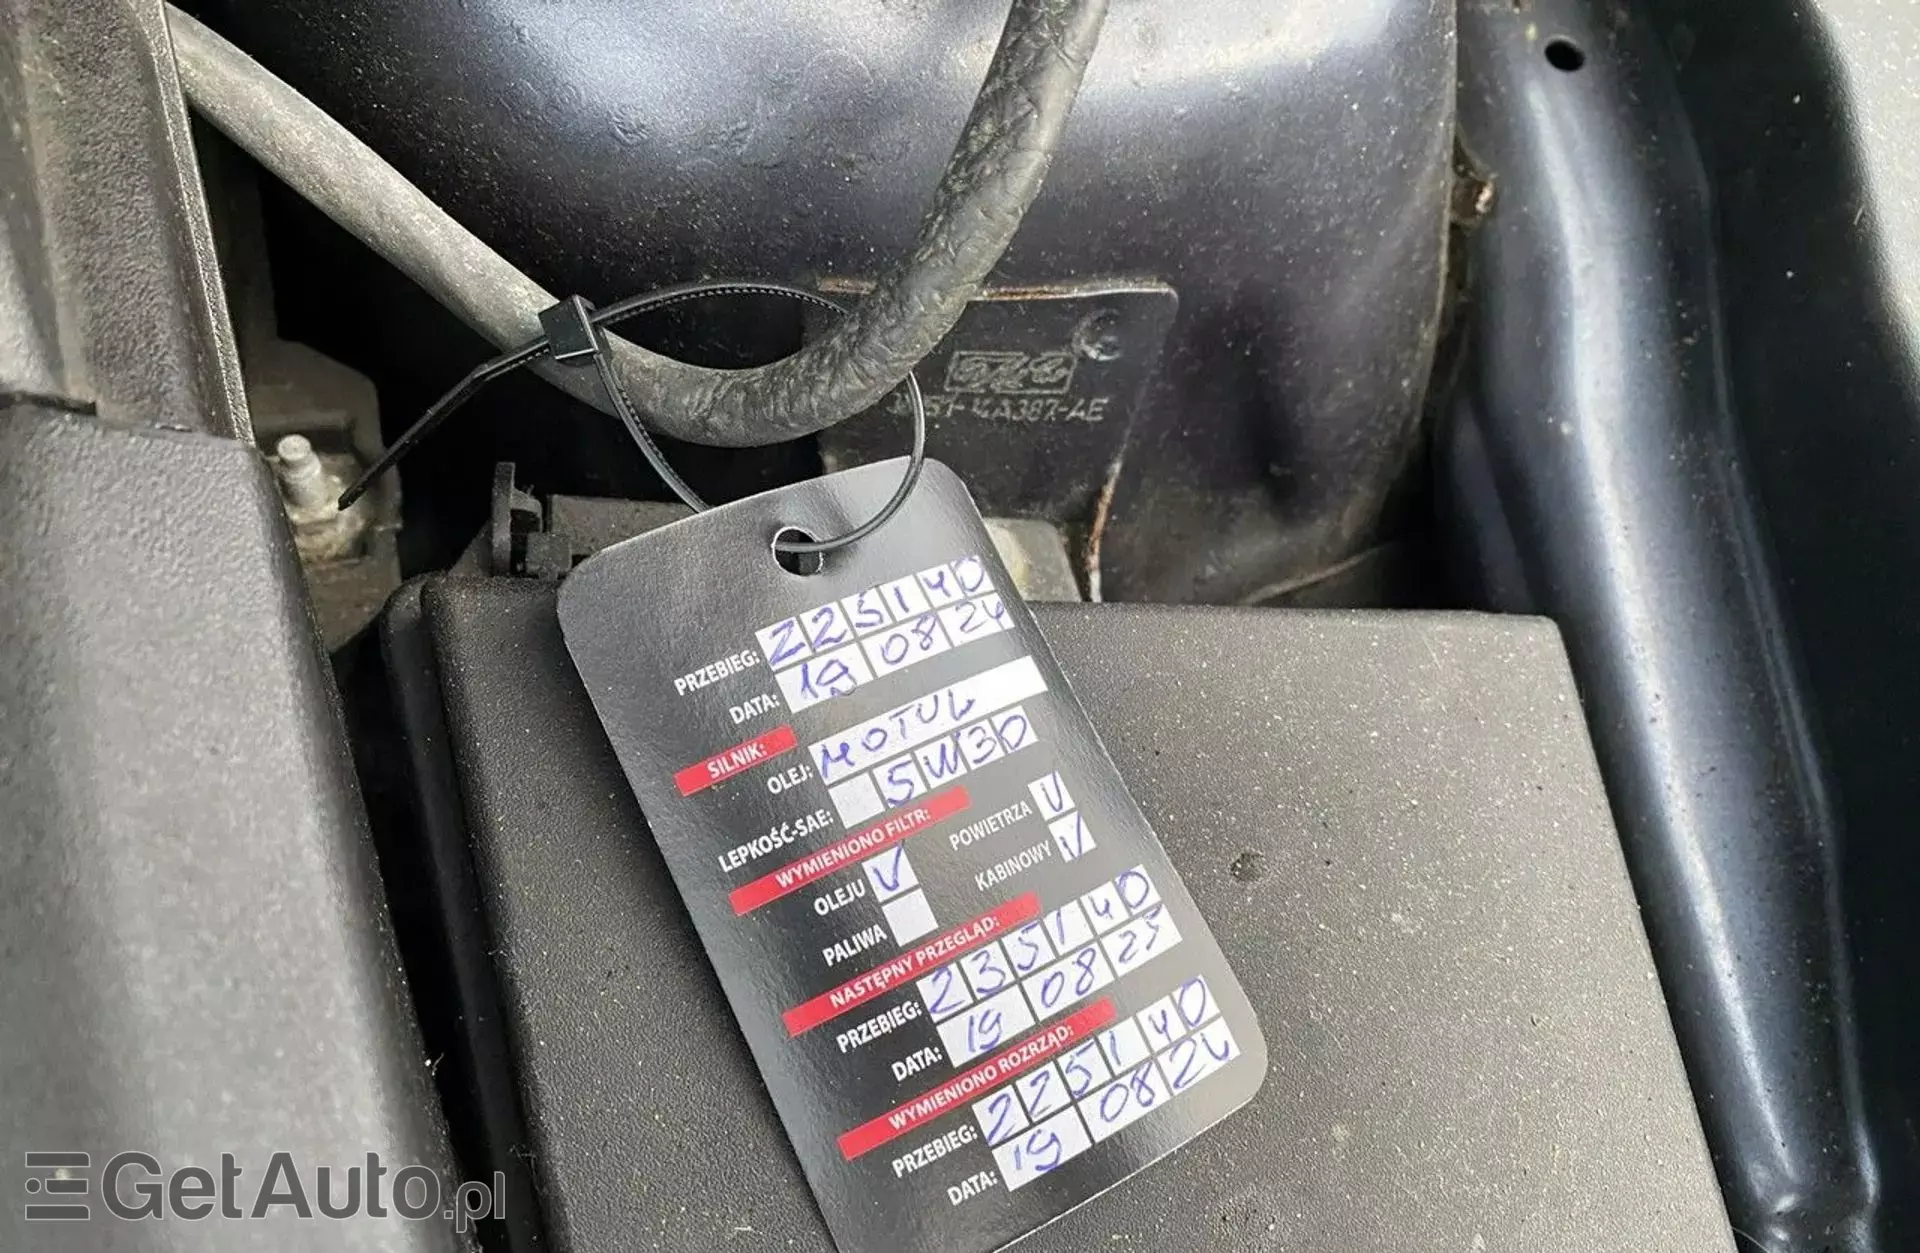 PRZEBIEG: 225140
DATA: 19 08 24
SILNIK:
OLEJ: MOTUL
LEPKOŚĆ-SAE: 5W30
WYMIENIONO FILTR:
OLEJU V POWIETRZA V
PALIWA KABINOWY V
NASTĘPNY PRZEGLĄD:
PRZEBIEG: 235140
DATA: 19 08 25
WYMIENIONO ROZRZĄD:
PRZEBIEG: 225140
DATA: 19 08 24
GetAuto.pl